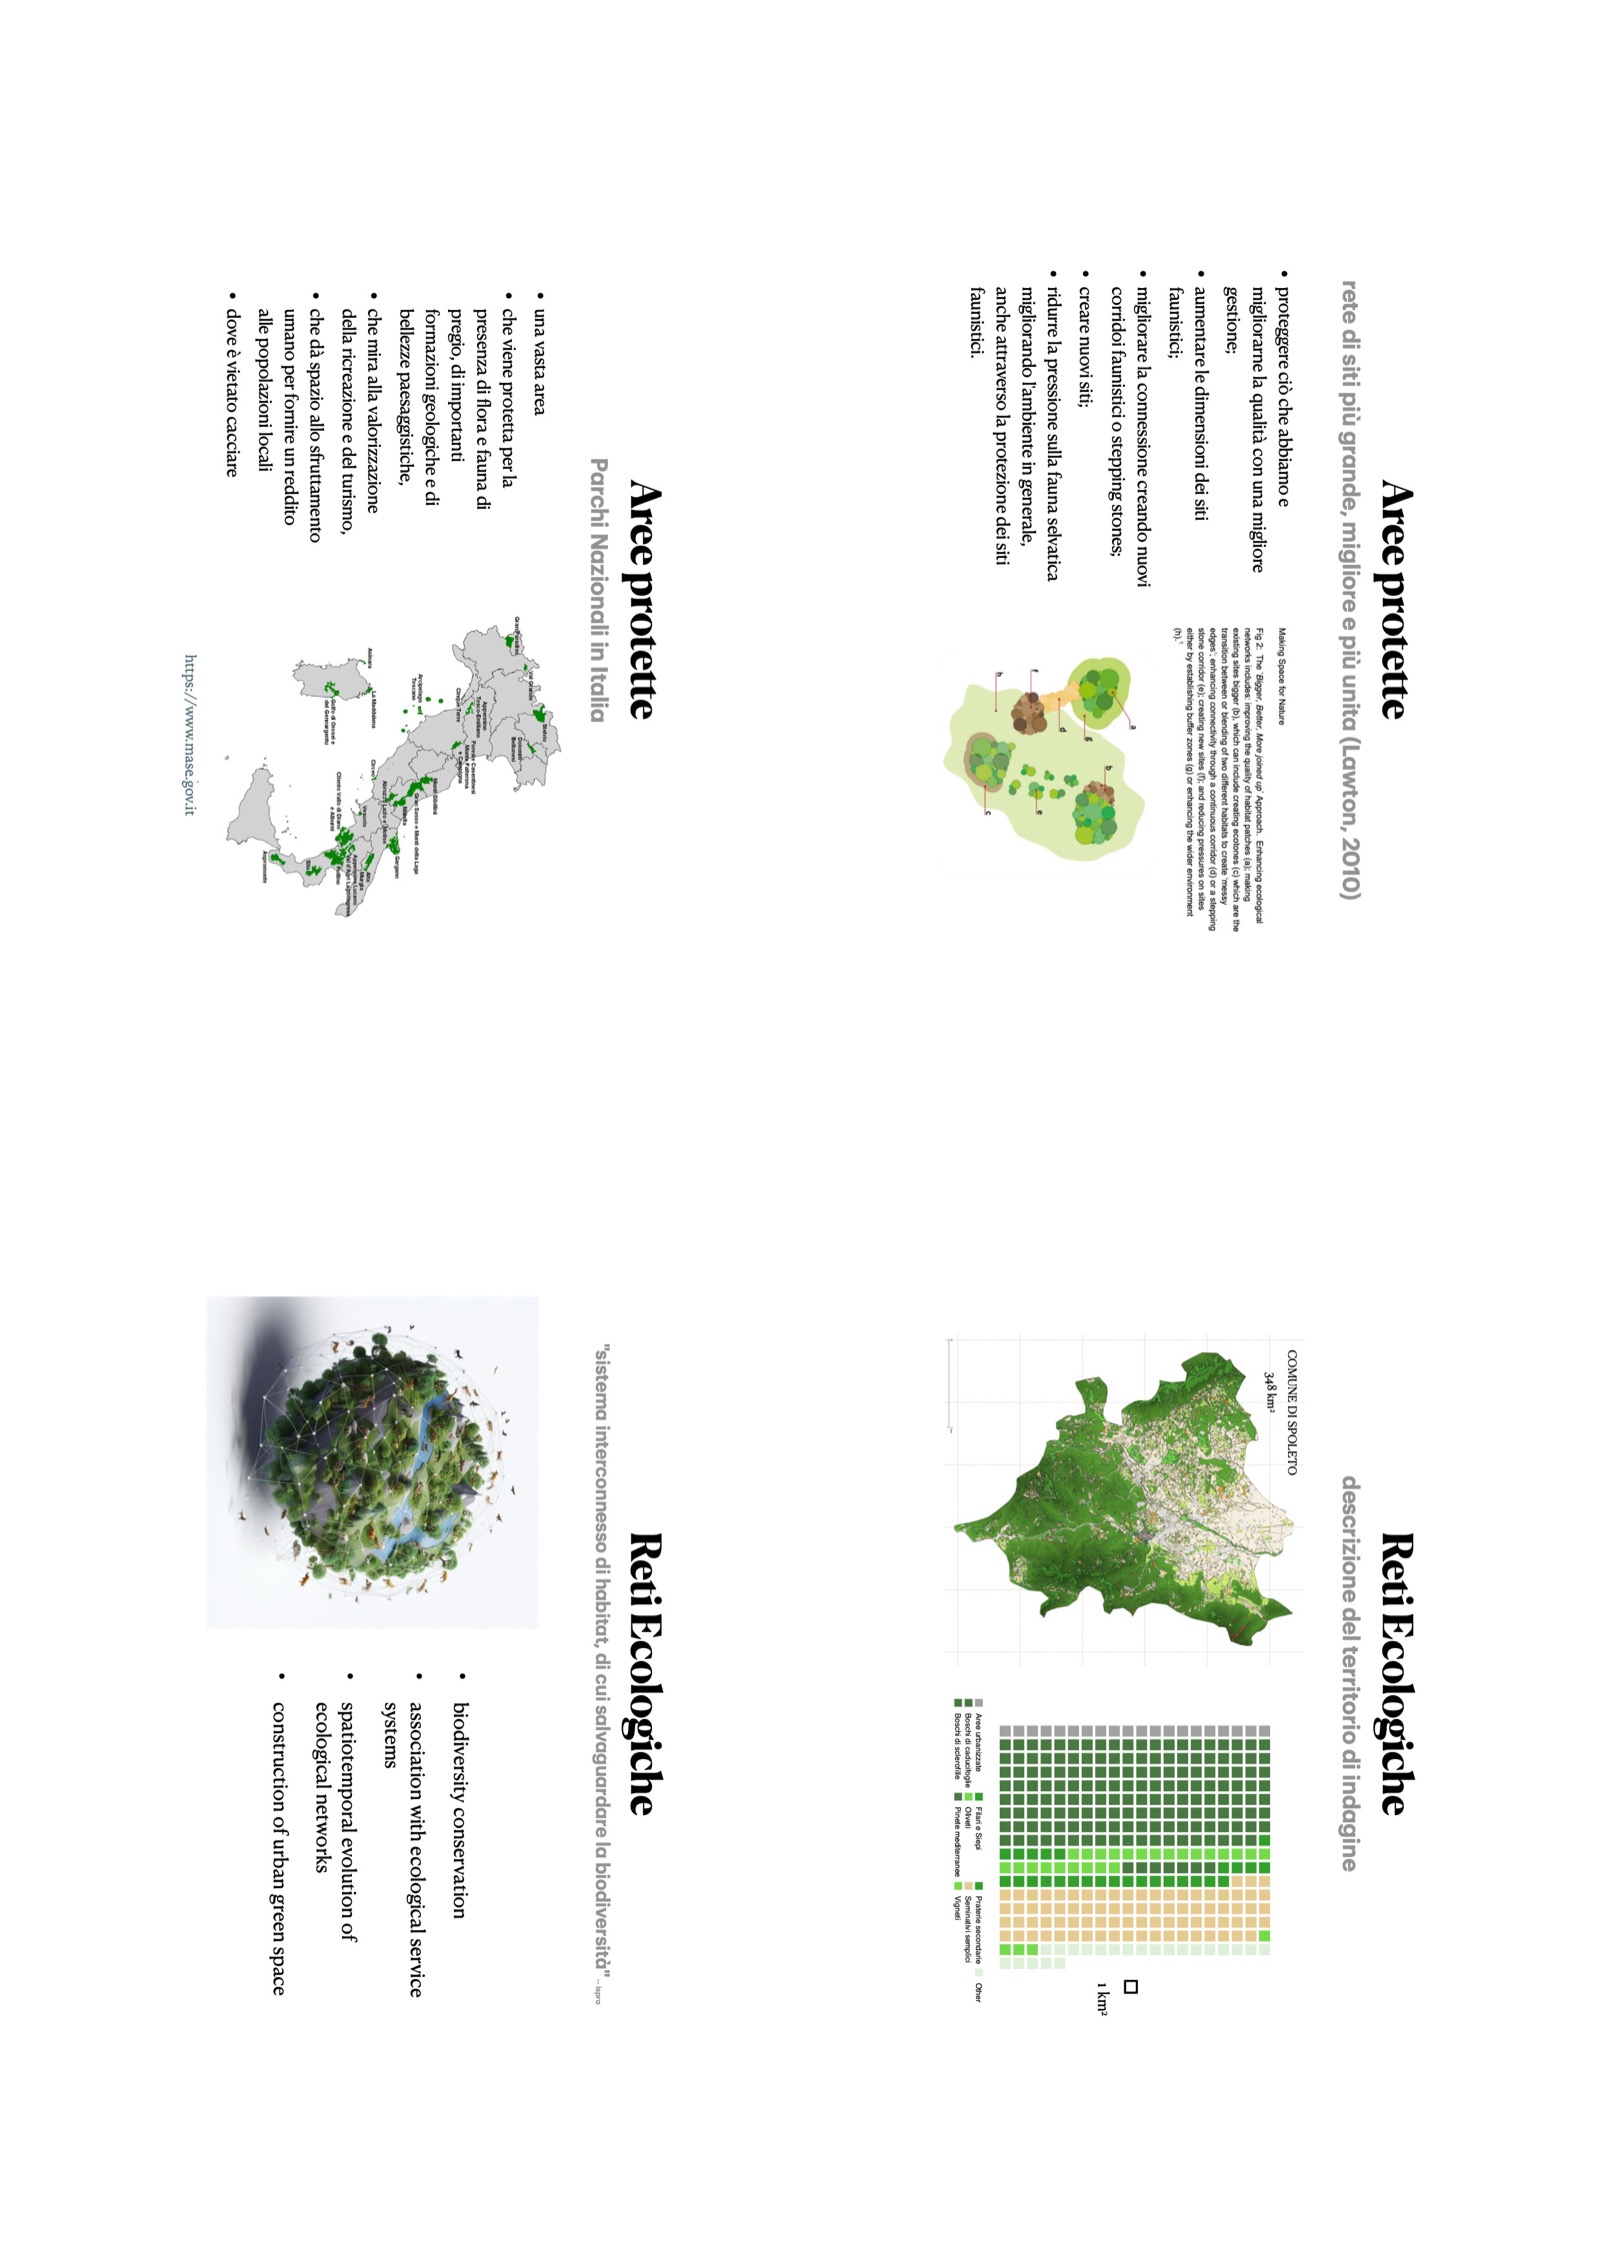 Aree protette
rete di siti più grande, migliore e più unita (Lawton, 2010)
• proteggere ciò che abbiamo e
migliorarne la qualità con una migliore
gestione;
• aumentare le dimensioni dei siti
faunistici;
• migliorare la connessione creando nuovi
corridoi faunistici o stepping stones;
• creare nuovi siti;
• ridurre la pressione sulla fauna selvatica
migliorando l'ambiente in generale,
anche attraverso la protezione dei siti
faunistici.
Making Space for Nature
Fig 2: The 'Bigger, Better, More joined up' Approach. Enhancing ecological
networks includes: improving the quality of habitat patches (a); making
existing sites bigger (b), which can include creating ecotones (c) which are the
transition between or blending of two different habitats to create 'messy
edges'; enhancing connectivity through a continuous corridor (d) or a stepping
stone corridor (e); creating new sites (f); and reducing pressures on sites
either by establishing buffer zones (g) or enhancing the wider environment
(h).¹
a
b
g
d
e
f
h
c
Reti Ecologiche
descrizione del territorio di indagine
COMUNE DI SPOLETO
348 km²
1 km²
Aree urbanizzate
Boschi di caducifoglie
Boschi di sclerofille
Filari e Siepi
Oliveti
Pinete mediterranee
Praterie secondarie
Seminativi semplici
Vigneti
Other
Aree protette
Parchi Nazionali in Italia
• una vasta area
• che viene protetta per la
presenza di flora e fauna di
pregio, di importanti
formazioni geologiche e di
bellezze paesaggistiche,
• che mira alla valorizzazione
della ricreazione e del turismo,
• che dà spazio allo sfruttamento
umano per fornire un reddito
alle popolazioni locali
• dove è vietato cacciare
Stelvio
Val Grande
Gran Paradiso
Dolomiti
Bellunesi
Appennino
Tosco-Emiliano
Foreste Casentinesi
Monte Falterona
e Campigna
Cinque Terre
Monti Sibillini
Arcipelago
Toscano
Gran Sasso e Monti della Laga
Maiella
Gargano
Abruzzo Lazio e Molise
Circeo
Asinara
La Maddalena
Vesuvio
Alta
Murgia
Appennino Lucano
Val d'Agri Lagonegrese
Cilento Vallo di Diano
e Alburni
Pollino
Golfo di Orosei e
del Gennargentu
Sila
Aspromonte
https://www.mase.gov.it
Reti Ecologiche
"sistema interconnesso di habitat, di cui salvaguardare la biodiversità" – ispra
• biodiversity conservation
• association with ecological service
systems
• spatiotemporal evolution of
ecological networks
• construction of urban green space